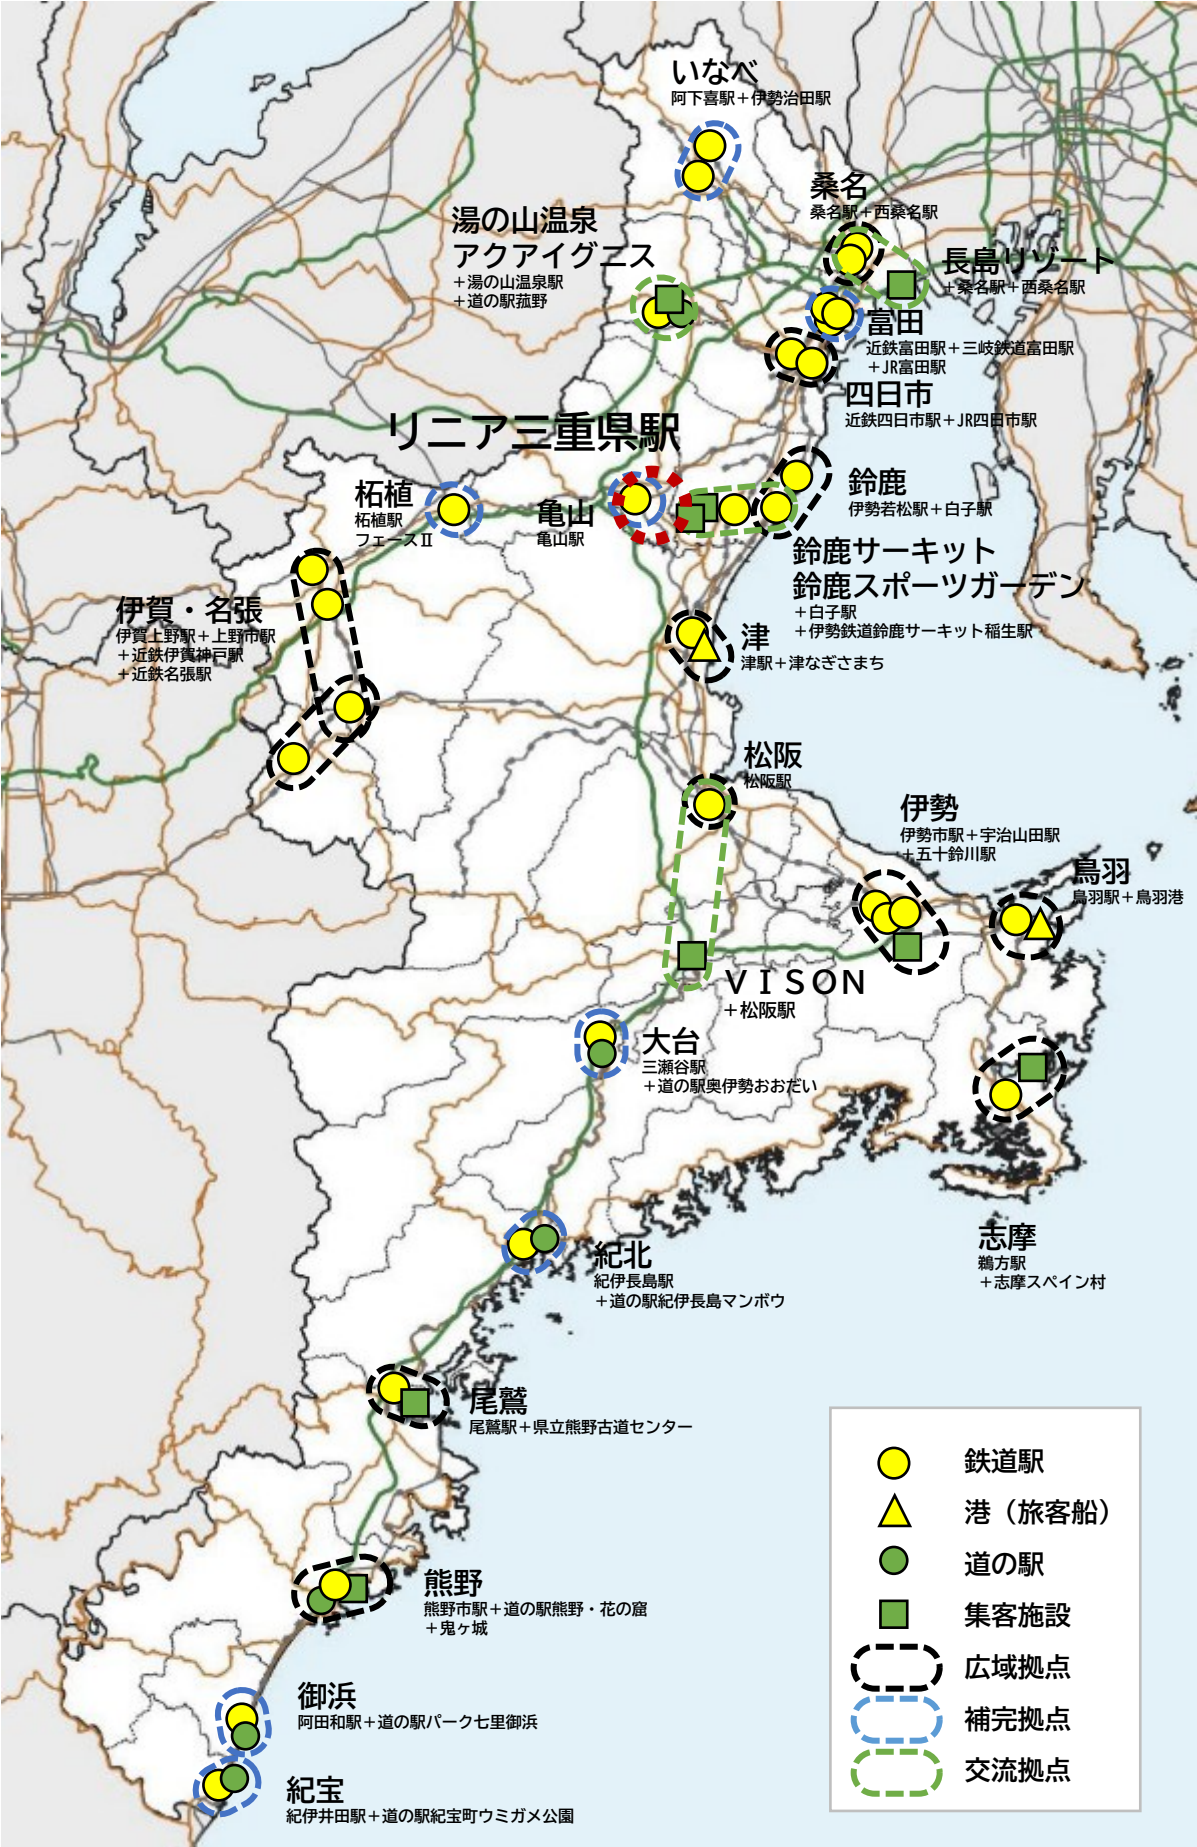 いなべ
阿下喜駅＋伊勢治田駅
桑名
桑名駅＋西桑名駅
湯の山温泉
アクアイグニス
＋湯の山温泉駅
＋道の駅菰野
長島リゾート
＋桑名駅＋西桑名駅
富田
近鉄富田駅＋三岐鉄道富田駅
＋JR富田駅
四日市
近鉄四日市駅＋JR四日市駅
リニア三重県駅
柘植
柘植駅
フェースⅡ
亀山
亀山駅
鈴鹿
伊勢若松駅＋白子駅
鈴鹿サーキット
鈴鹿スポーツガーデン
＋白子駅
＋伊勢鉄道鈴鹿サーキット稲生駅
伊賀・名張
伊賀上野駅＋上野市駅
＋近鉄伊賀神戸駅
＋近鉄名張駅
津
津駅＋津なぎさまち
松阪
松阪駅
伊勢
伊勢市駅＋宇治山田駅
＋五十鈴川駅
鳥羽
鳥羽駅＋鳥羽港
ＶＩＳＯＮ
＋松阪駅
大台
三瀬谷駅
＋道の駅奥伊勢おおだい
志摩
鵜方駅
＋志摩スペイン村
紀北
紀伊長島駅
＋道の駅紀伊長島マンボウ
尾鷲
尾鷲駅＋県立熊野古道センター
熊野
熊野市駅＋道の駅熊野・花の窟
＋鬼ヶ城
御浜
阿田和駅＋道の駅パーク七里御浜
紀宝
紀伊井田駅＋道の駅紀宝町ウミガメ公園
鉄道駅
港（旅客船）
道の駅
集客施設
広域拠点
補完拠点
交流拠点